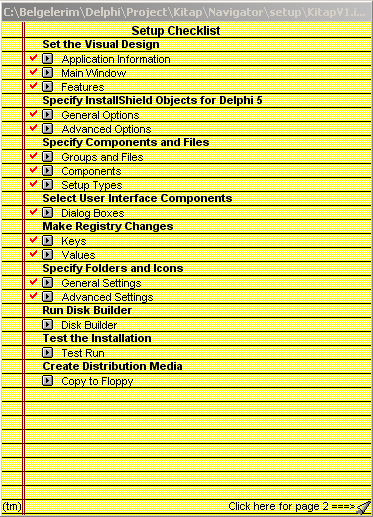 C:\Belgelerim\Delphi\Project\Kitap\Navigator\setup\KitapV1.i...
Setup Checklist
Set the Visual Design
Application Information
Main Window
Features
Specify InstallShield Objects for Delphi 5
General Options
Advanced Options
Specify Components and Files
Groups and Files
Components
Setup Types
Select User Interface Components
Dialog Boxes
Make Registry Changes
Keys
Values
Specify Folders and Icons
General Settings
Advanced Settings
Run Disk Builder
Disk Builder
Test the Installation
Test Run
Create Distribution Media
Copy to Floppy
(tm) Click here for page 2 ===>